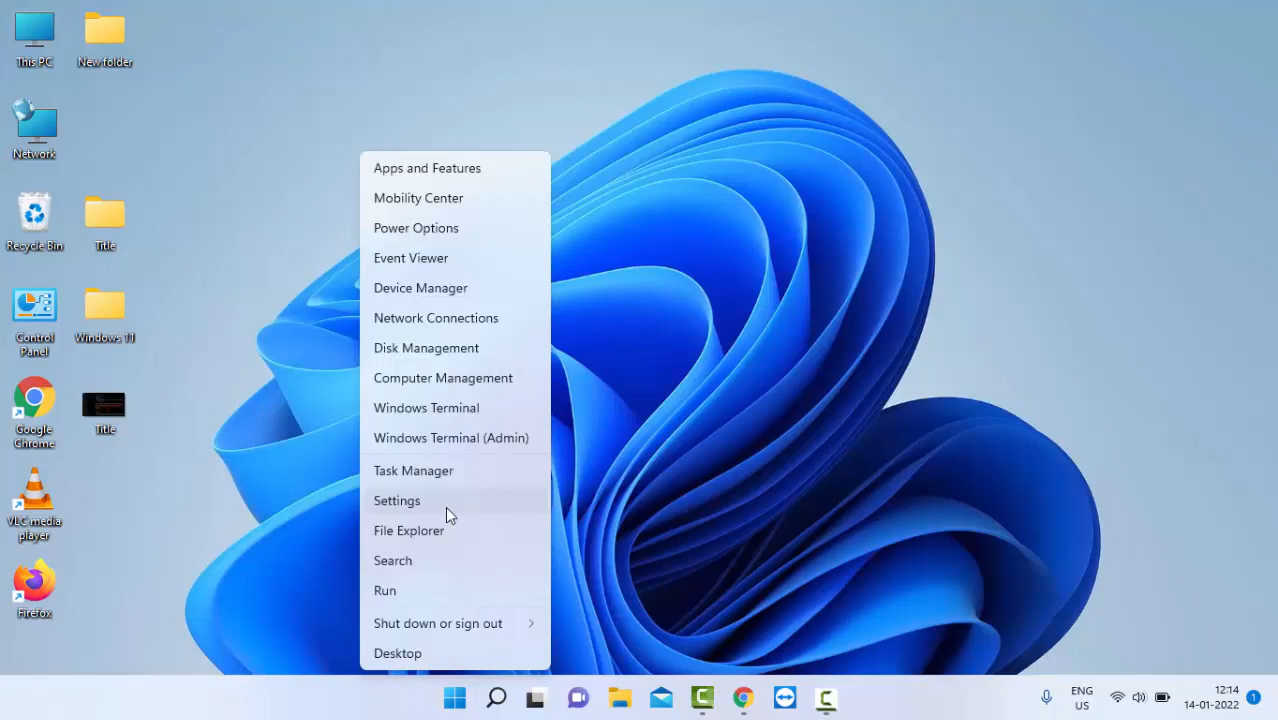 This PC
New folder
Network
Recycle Bin
Title
Control
Panel
Windows 11
Google
Chrome
Title
VLC media
player
Firefox
Apps and Features
Mobility Center
Power Options
Event Viewer
Device Manager
Network Connections
Disk Management
Computer Management
Windows Terminal
Windows Terminal (Admin)
Task Manager
Settings
File Explorer
Search
Run
Shut down or sign out
Desktop
ENG
US
12:14
14-01-2022
1